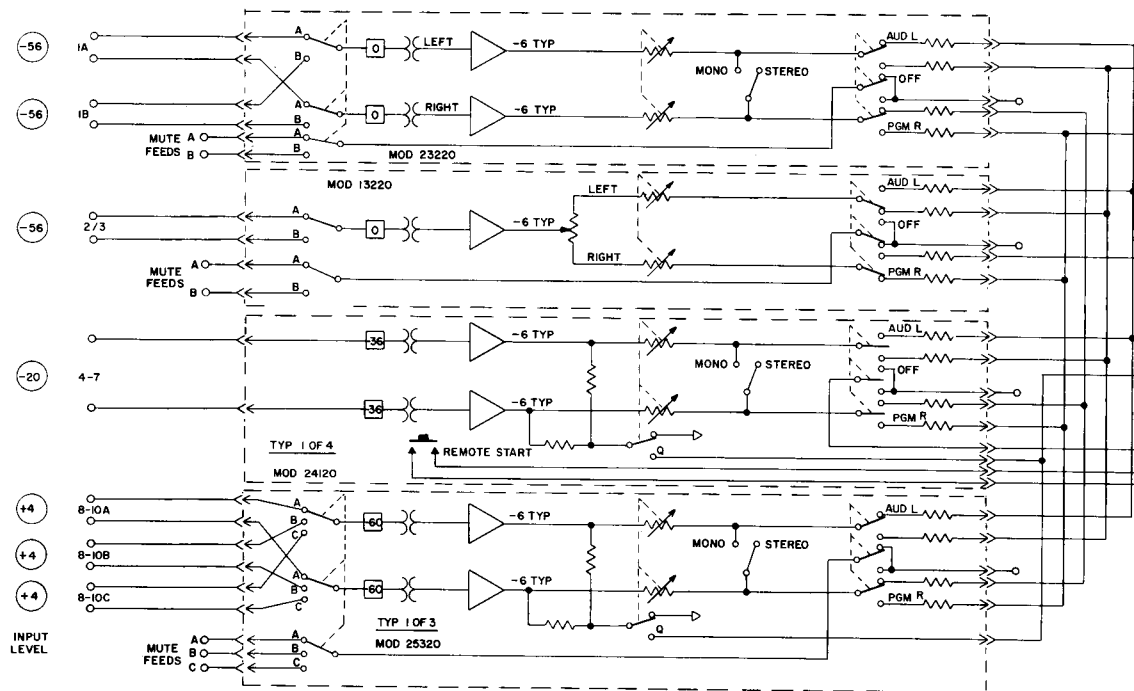 -56 1A A 0 LEFT -6 TYP AUD L
B MONO STEREO OFF
-56 1B A 0 RIGHT -6 TYP
B
MUTE FEEDS A A PGM R
B B MOD 23220
MOD 13220
LEFT AUD L
-56 2/3 A 0 -6 TYP
B OFF
MUTE FEEDS A A RIGHT PGM R
B B
-36 -6 TYP AUD L
MONO STEREO OFF
-20 4-7
-36 -6 TYP PGM R
TYP 1 OF 4 REMOTE START Q
MOD 24120
+4 8-10A A -60 -6 TYP AUD L
B
C MONO STEREO OFF
+4 8-10B
A -60 -6 TYP
B
+4 8-10C C PGM R
TYP 1 OF 3 Q
INPUT LEVEL
MUTE FEEDS A A MOD 25320
B B
C C